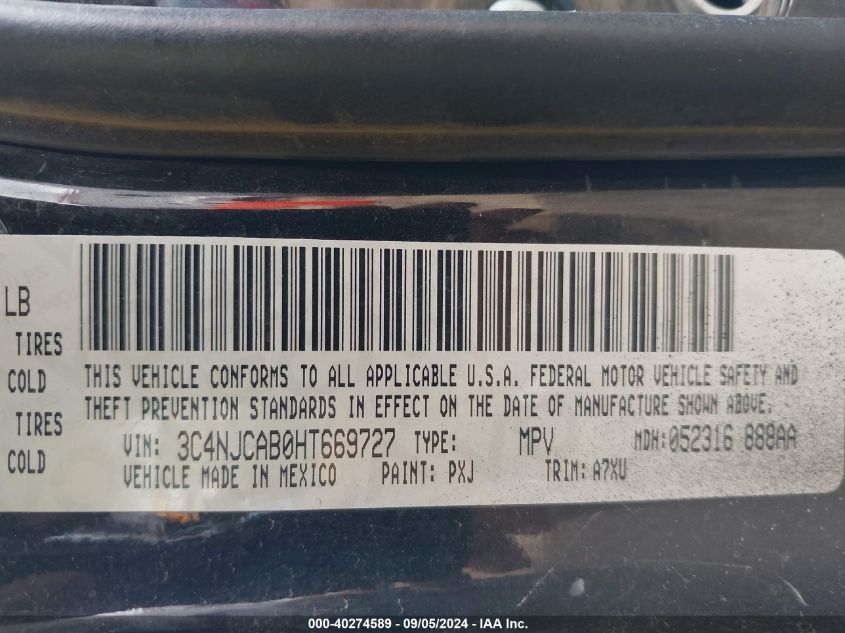 LB
TIRES
COLD
TIRES
COLD
THIS VEHICLE CONFORMS TO ALL APPLICABLE U.S.A. FEDERAL MOTOR VEHICLE SAFETY AND
THEFT PREVENTION STANDARDS IN EFFECT ON THE DATE OF MANUFACTURE SHOWN ABOVE.
VIN: 3C4NJCAB0HT669727 TYPE: MPV MDH:052316 888AA
VEHICLE MADE IN MEXICO PAINT: PXJ TRIM: A7XU
000-40274589 - 09/05/2024 - IAA Inc.